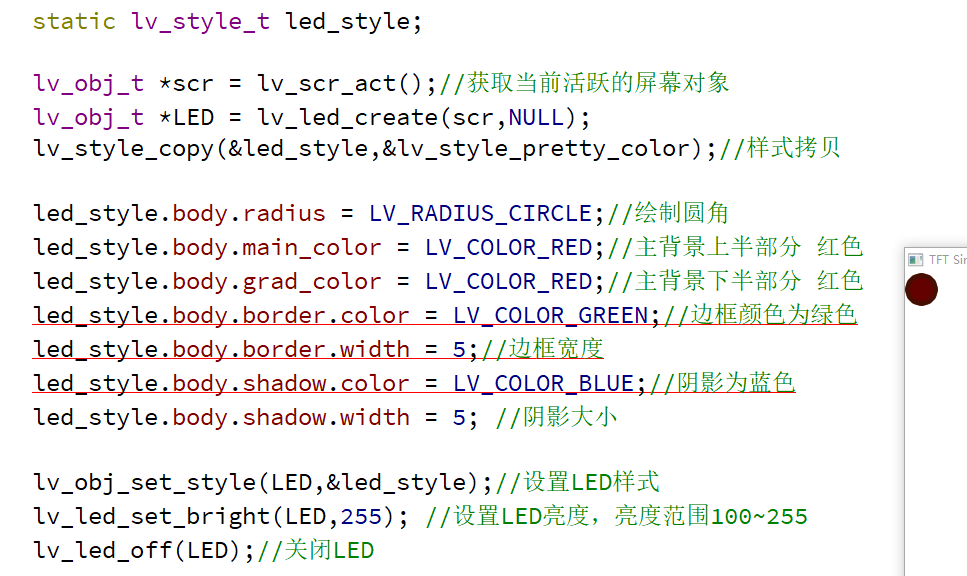 static lv_style_t led_style;
lv_obj_t *scr = lv_scr_act();//获取当前活跃的屏幕对象
lv_obj_t *LED = lv_led_create(scr,NULL);
lv_style_copy(&led_style,&lv_style_pretty_color);//样式拷贝
led_style.body.radius = LV_RADIUS_CIRCLE;//绘制圆角
led_style.body.main_color = LV_COLOR_RED;//主背景上半部分 红色
led_style.body.grad_color = LV_COLOR_RED;//主背景下半部分 红色
led_style.body.border.color = LV_COLOR_GREEN;//边框颜色为绿色
led_style.body.border.width = 5;//边框宽度
led_style.body.shadow.color = LV_COLOR_BLUE;//阴影为蓝色
led_style.body.shadow.width = 5; //阴影大小
lv_obj_set_style(LED,&led_style);//设置LED样式
lv_led_set_bright(LED,255); //设置LED亮度，亮度范围100~255
lv_led_off(LED);//关闭LED
TFT Sir